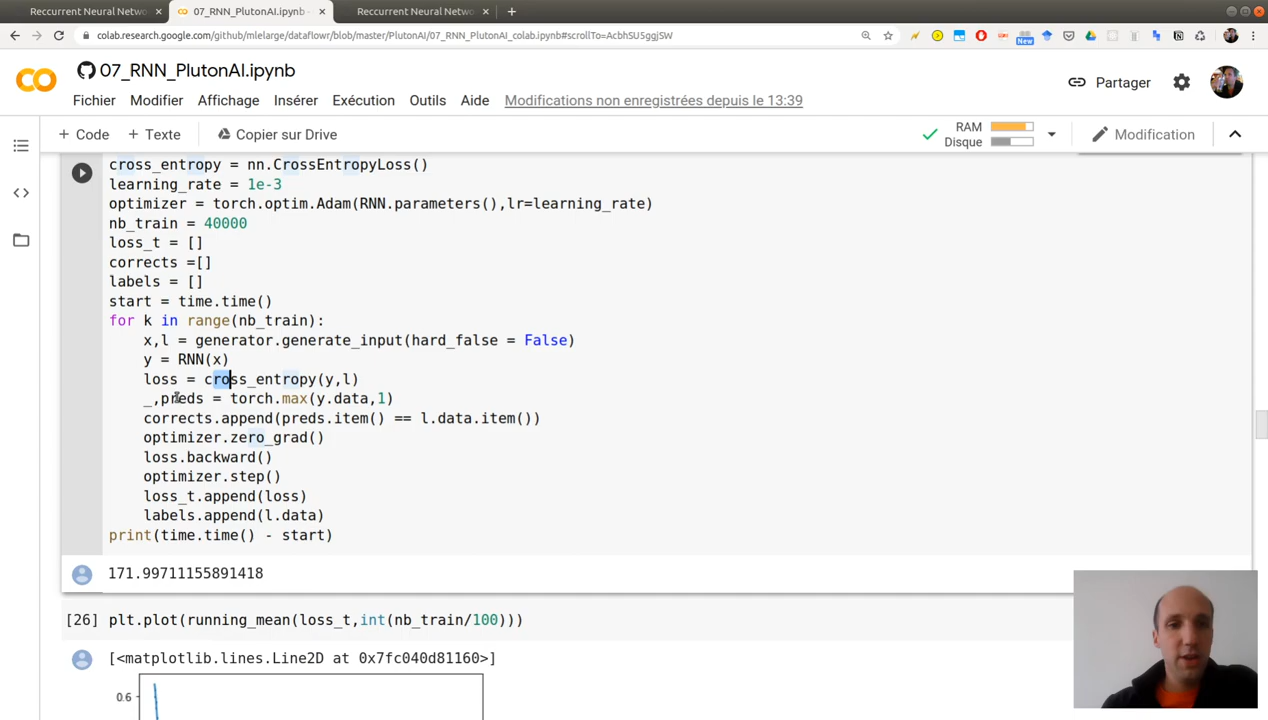 Reccurrent Neural Netwo
07_RNN_PlutonAI.ipynb
Reccurrent Neural Netwo
colab.research.google.com/github/mlelarge/dataflowr/blob/master/PlutonAI/07_RNN_PlutonAI_colab.ipynb#scrollTo=AcbhSU5ggjSW
New
07_RNN_PlutonAI.ipynb
Partager
Fichier Modifier Affichage Insérer Exécution Outils Aide Modifications non enregistrées depuis le 13:39
+ Code + Texte Copier sur Drive
RAM
Disque
Modification
cross_entropy = nn.CrossEntropyLoss()
learning_rate = 1e-3
optimizer = torch.optim.Adam(RNN.parameters(),lr=learning_rate)
nb_train = 40000
loss_t = []
corrects =[]
labels = []
start = time.time()
for k in range(nb_train):
x,l = generator.generate_input(hard_false = False)
y = RNN(x)
loss = cross_entropy(y,l)
_,preds = torch.max(y.data,1)
corrects.append(preds.item() == l.data.item())
optimizer.zero_grad()
loss.backward()
optimizer.step()
loss_t.append(loss)
labels.append(l.data)
print(time.time() - start)
171.99711155891418
[26] plt.plot(running_mean(loss_t,int(nb_train/100)))
[<matplotlib.lines.Line2D at 0x7fc040d81160>]
0.6